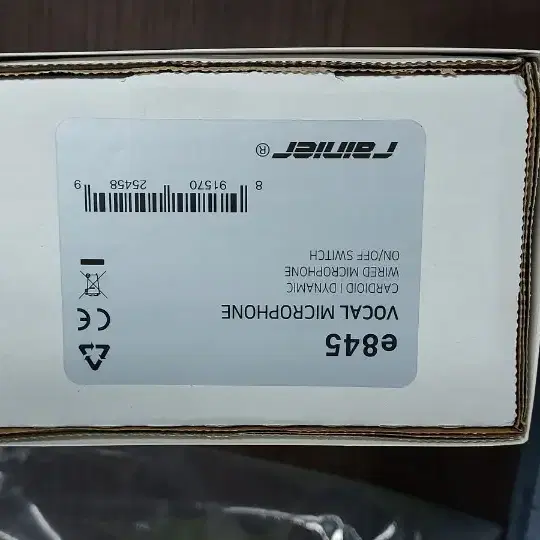 e845
VOCAL MICROPHONE
CARDIOID | DYNAMIC
WIRED MICROPHONE
ON/OFF SWITCH
8 91570 25458 9
rainier®
CE